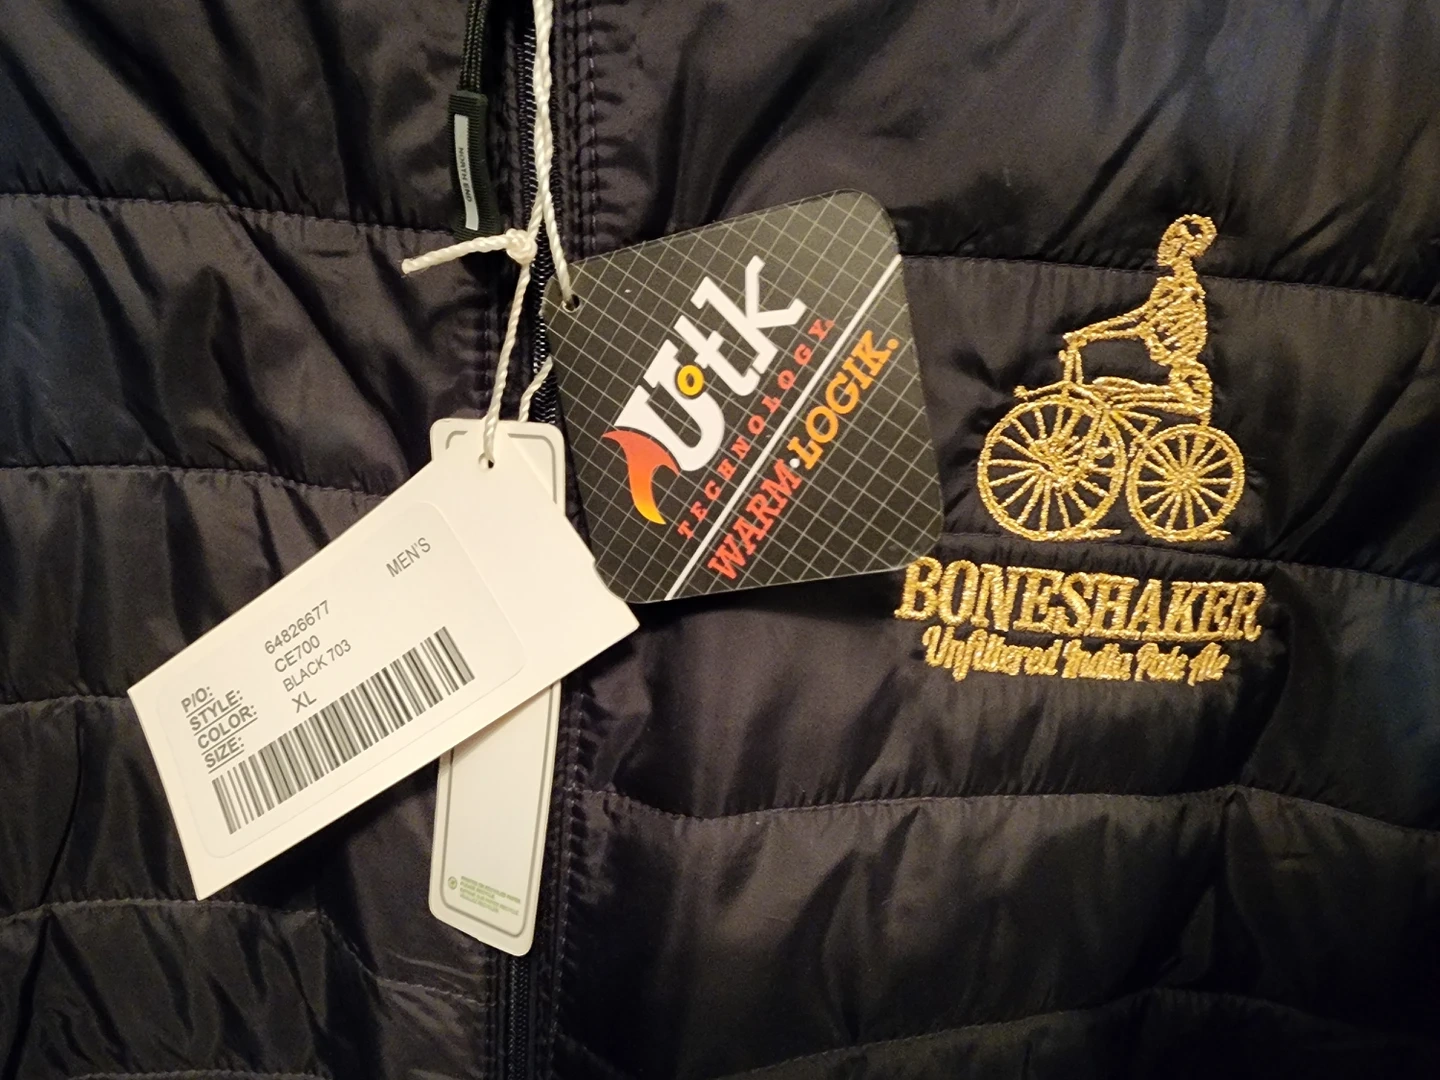 NORTH END
UTK
TECHNOLOGY.
WARM•LOGIK.
BONESHAKER
Unfiltered India Pale Ale
MEN'S
P/O: 64826677
STYLE: CE700
COLOR: BLACK 703
SIZE: XL